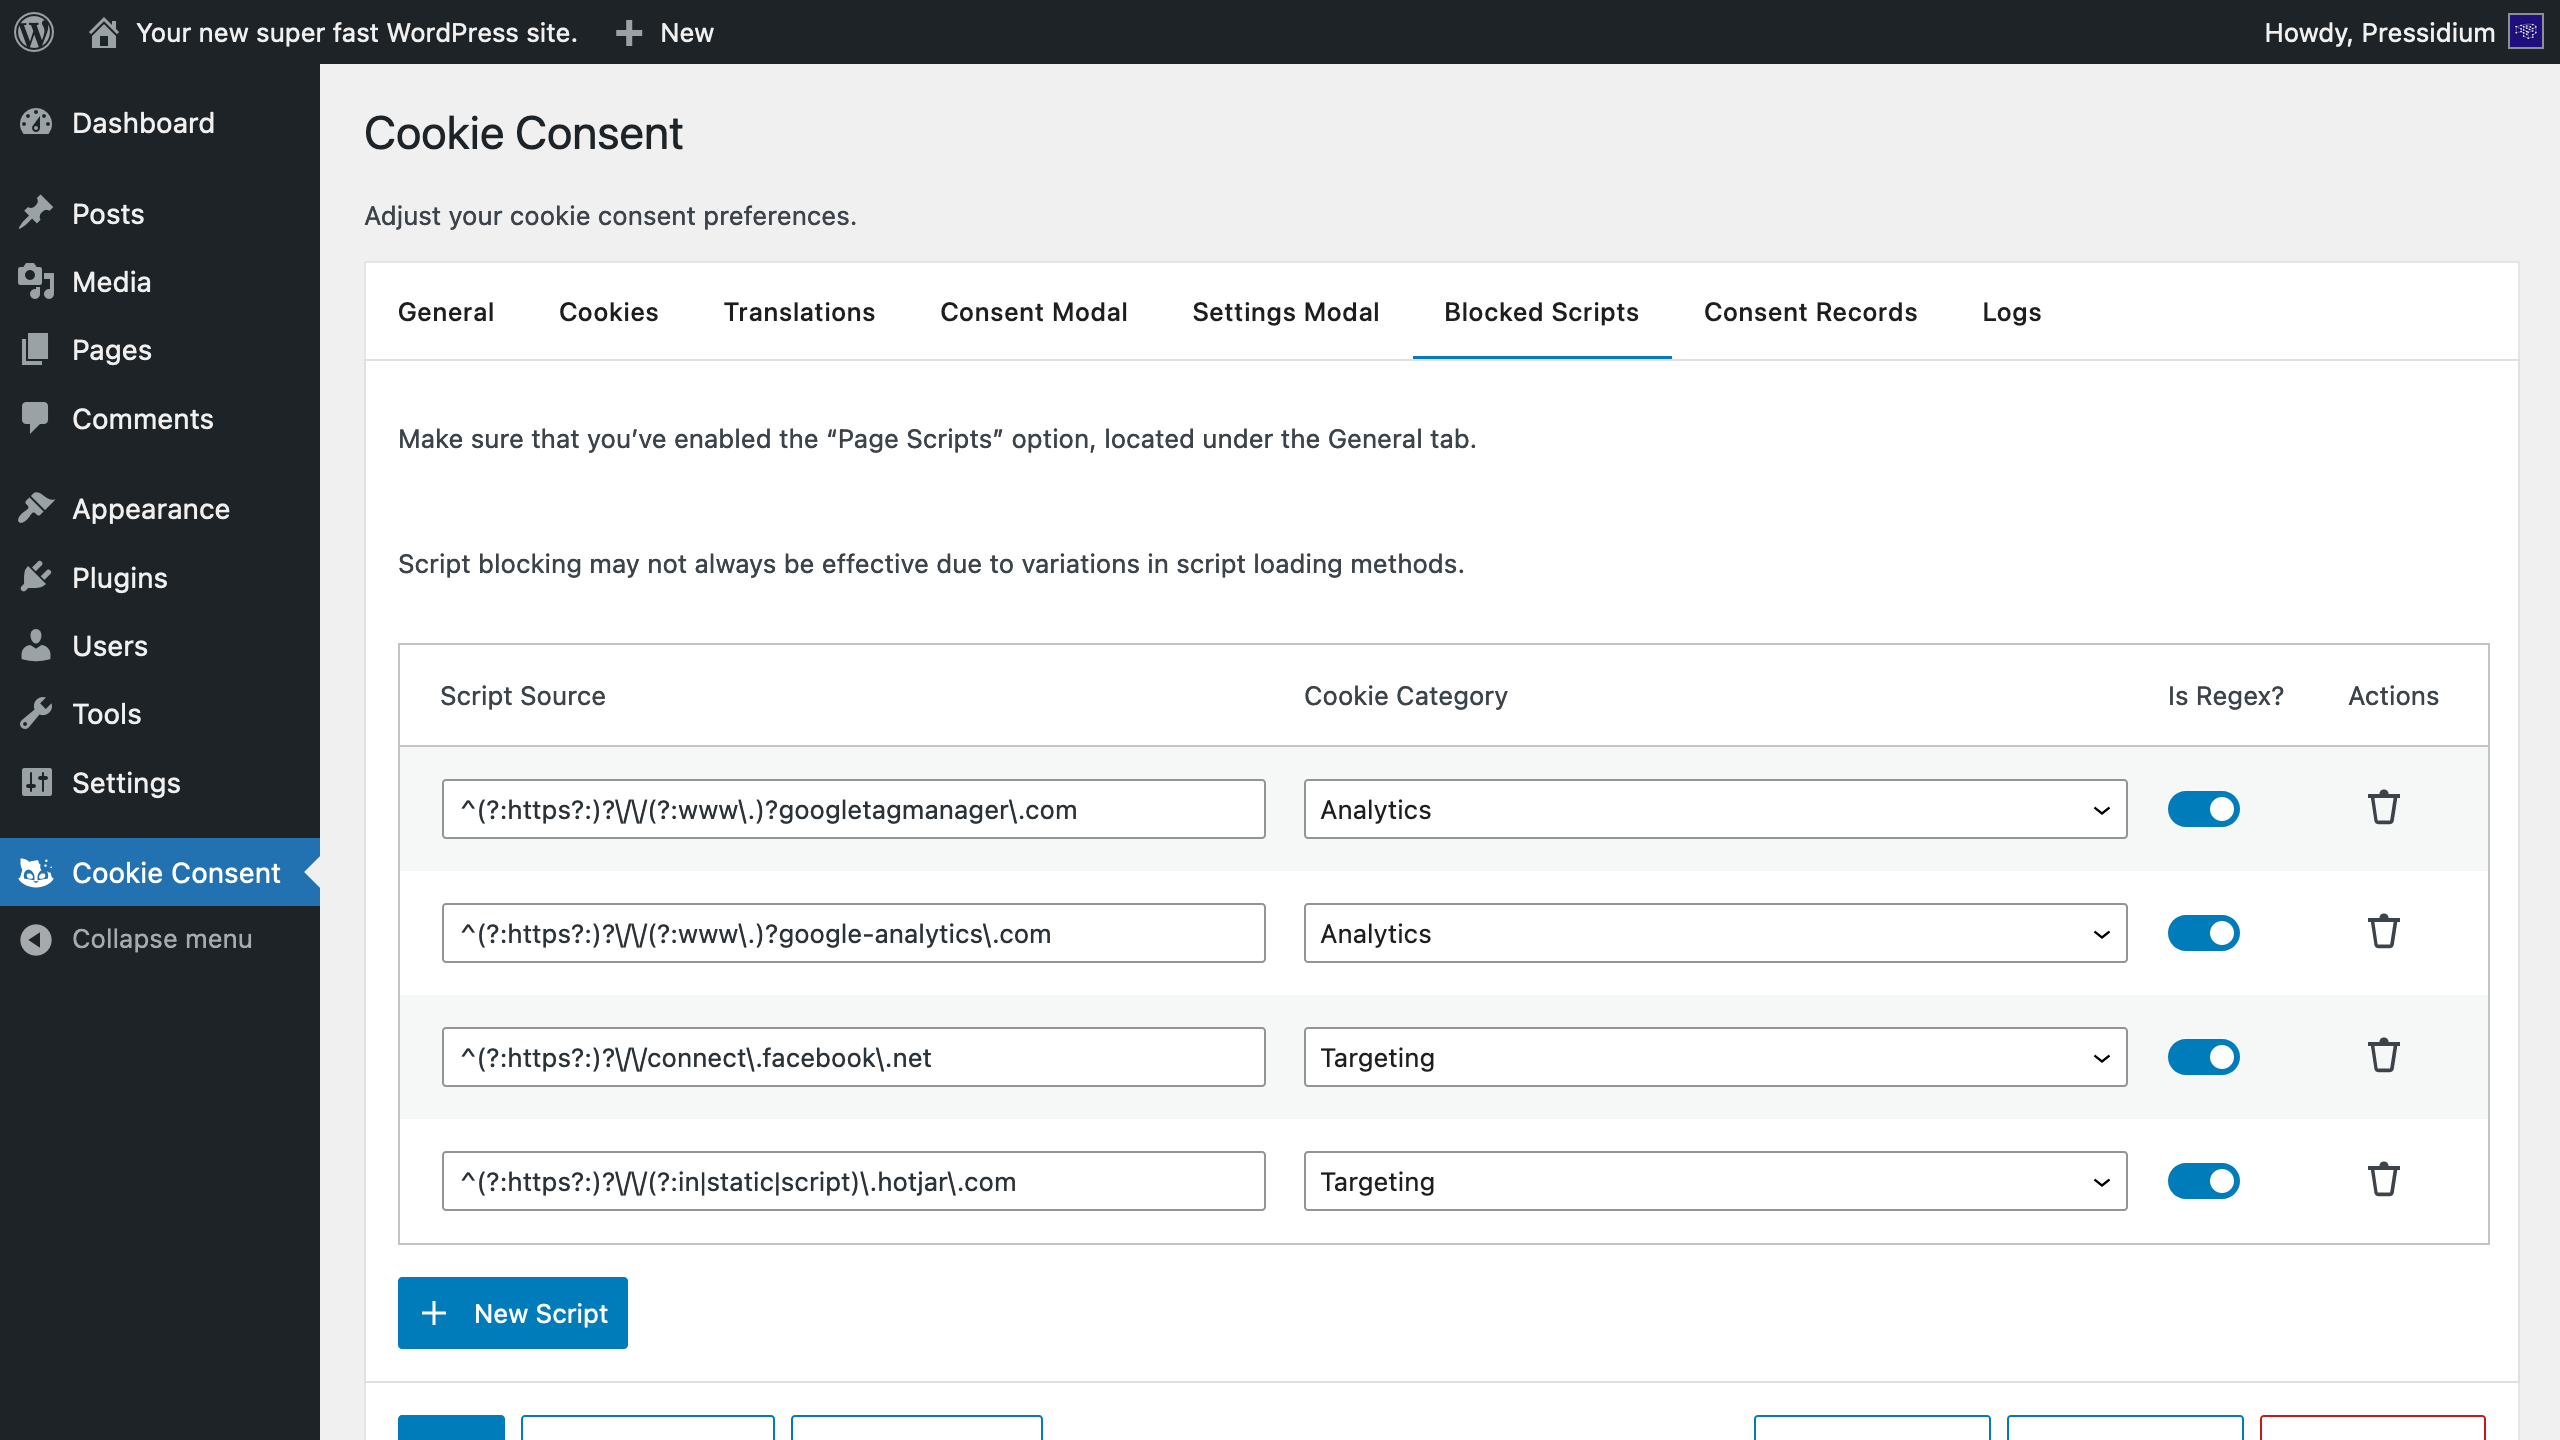 Your new super fast WordPress site. New Howdy, Pressidium
Dashboard
Posts
Media
Pages
Comments
Appearance
Plugins
Users
Tools
Settings
Cookie Consent
Collapse menu
Cookie Consent
Adjust your cookie consent preferences.
General Cookies Translations Consent Modal Settings Modal Blocked Scripts Consent Records Logs
Make sure that you’ve enabled the “Page Scripts” option, located under the General tab.
Script blocking may not always be effective due to variations in script loading methods.
Script Source Cookie Category Is Regex? Actions
^(?:https?:)?\/\/(?:www\.)?googletagmanager\.com Analytics
^(?:https?:)?\/\/(?:www\.)?google-analytics\.com Analytics
^(?:https?:)?\/\/connect\.facebook\.net Targeting
^(?:https?:)?\/\/(?:in|static|script)\.hotjar\.com Targeting
New Script